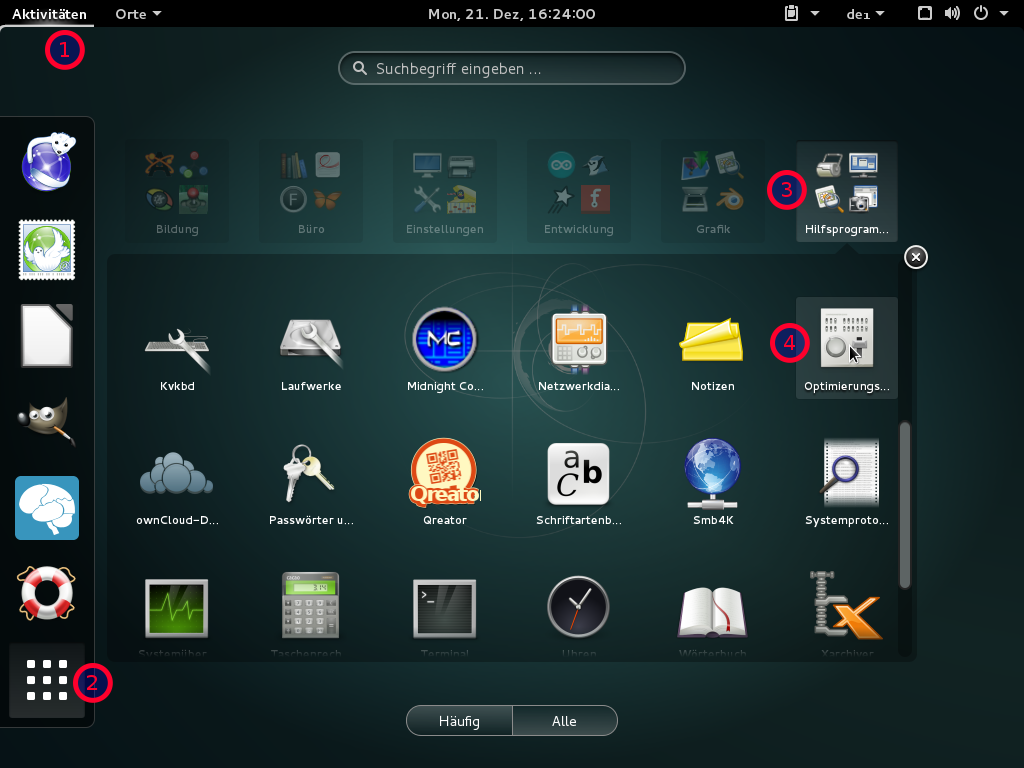 Aktivitäten Orte Mon, 21. Dez, 16:24:00 de₁
1
Suchbegriff eingeben ...
Bildung Büro Einstellungen Entwicklung Grafik Hilfsprogram...
F
3
Kvkbd Laufwerke Midnight Co... Netzwerkdia... Notizen Optimierungs...
MC
4
ownCloud-D... Passwörter u... Qreator Schriftartenb... Smb4K Systemproto...
Qreator
a b C
Systemüber... Taschenrech... Terminal Uhren Wörterbuch Xarchiver
>_
2
Häufig Alle